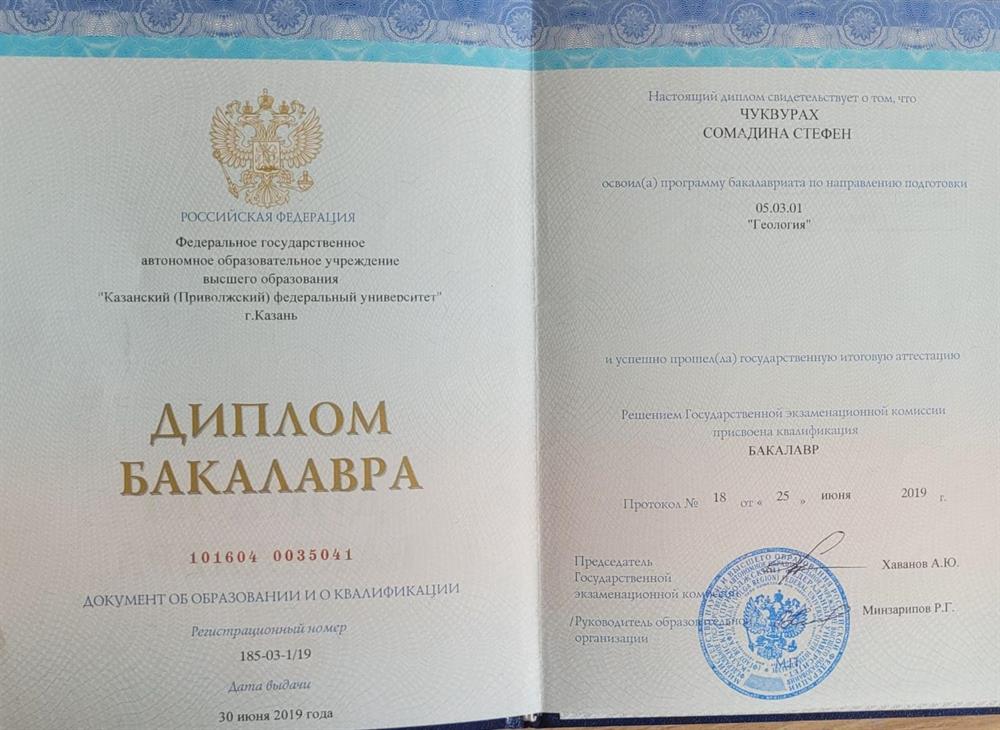 РОССИЙСКАЯ ФЕДЕРАЦИЯ
Федеральное государственное
автономное образовательное учреждение
высшего образования
"Казанский (Приволжский) федеральный университет"
г.Казань
ДИПЛОМ
БАКАЛАВРА
101604 0035041
ДОКУМЕНТ ОБ ОБРАЗОВАНИИ И О КВАЛИФИКАЦИИ
Регистрационный номер
185-03-1/19
Дата выдачи
30 июня 2019 года
Настоящий диплом свидетельствует о том, что
ЧУКВУРАХ
СОМАДИНА СТЕФЕН
освоил(а) программу бакалавриата по направлению подготовки
05.03.01
"Геология"
и успешно прошел(ла) государственную итоговую аттестацию
Решением Государственной экзаменационной комиссии
присвоена квалификация
БАКАЛАВР
Протокол № 18 от « 25 » июня 2019 г.
Председатель
Государственной
экзаменационной комиссии
Хаванов А.Ю.
/Руководитель образовательной
организации
Минзарипов Р.Г.
М.П.